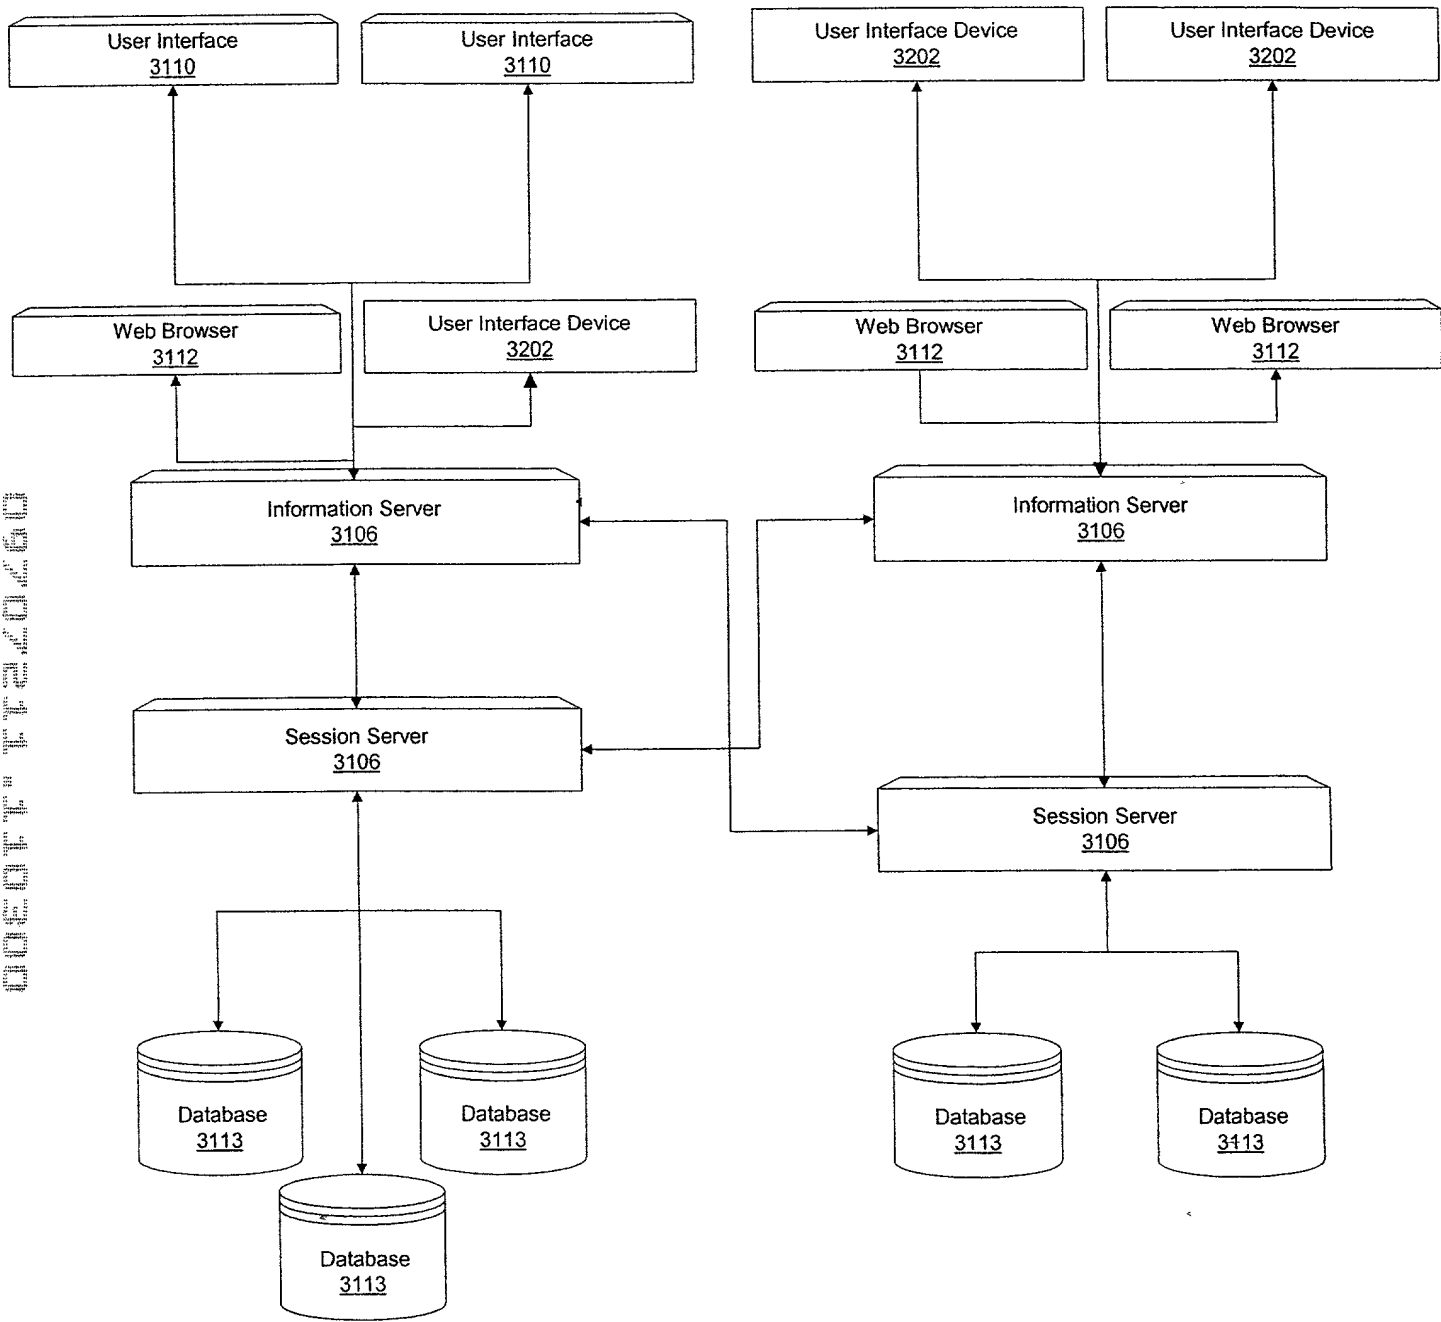 User Interface
3110
User Interface
3110
User Interface Device
3202
User Interface Device
3202
Web Browser
3112
User Interface Device
3202
Web Browser
3112
Web Browser
3112
Information Server
3106
Information Server
3106
Session Server
3106
Session Server
3106
Database
3113
Database
3113
Database
3113
Database
3113
Database
3113